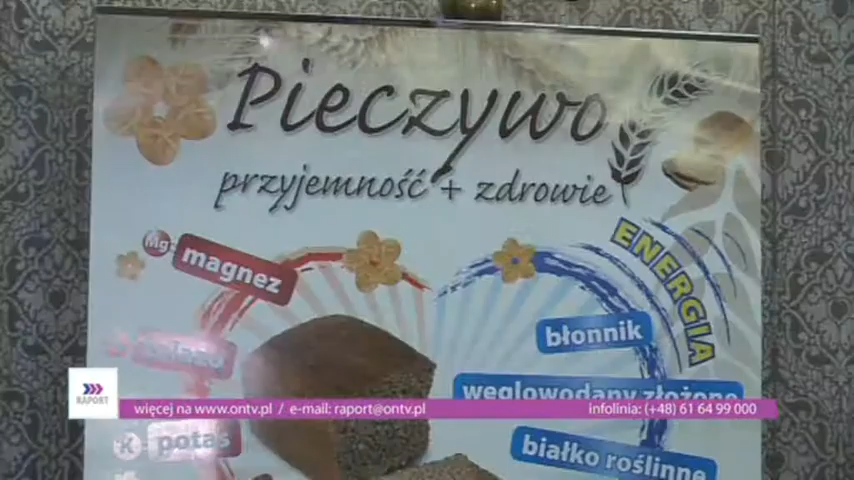 Pieczywo
przyjemność + zdrowie
ENERGIA
Mg magnez
błonnik
żelazo
węglowodany złożone
RAPORT
więcej na www.ontv.pl / e-mail: raport@ontv.pl
infolinia: (+48) 61 64 99 000
K potas
białko roślinne